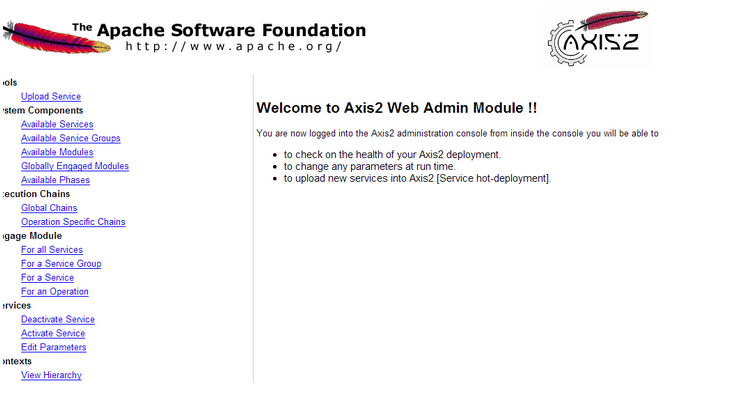 The Apache Software Foundation
http://www.apache.org/
AXIS2
ools
Upload Service
stem Components
Available Services
Available Service Groups
Available Modules
Globally Engaged Modules
Available Phases
ecution Chains
Global Chains
Operation Specific Chains
ngage Module
For all Services
For a Service Group
For a Service
For an Operation
ervices
Deactivate Service
Activate Service
Edit Parameters
ontexts
View Hierarchy
Welcome to Axis2 Web Admin Module !!
You are now logged into the Axis2 administration console from inside the console you will be able to
to check on the health of your Axis2 deployment.
to change any parameters at run time.
to upload new services into Axis2 [Service hot-deployment].